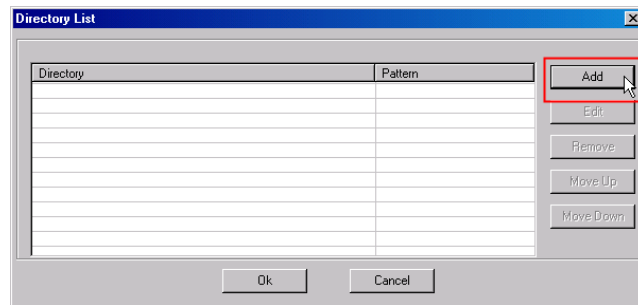 Directory List
Directory Pattern
Add
Edit
Remove
Move Up
Move Down
Ok Cancel